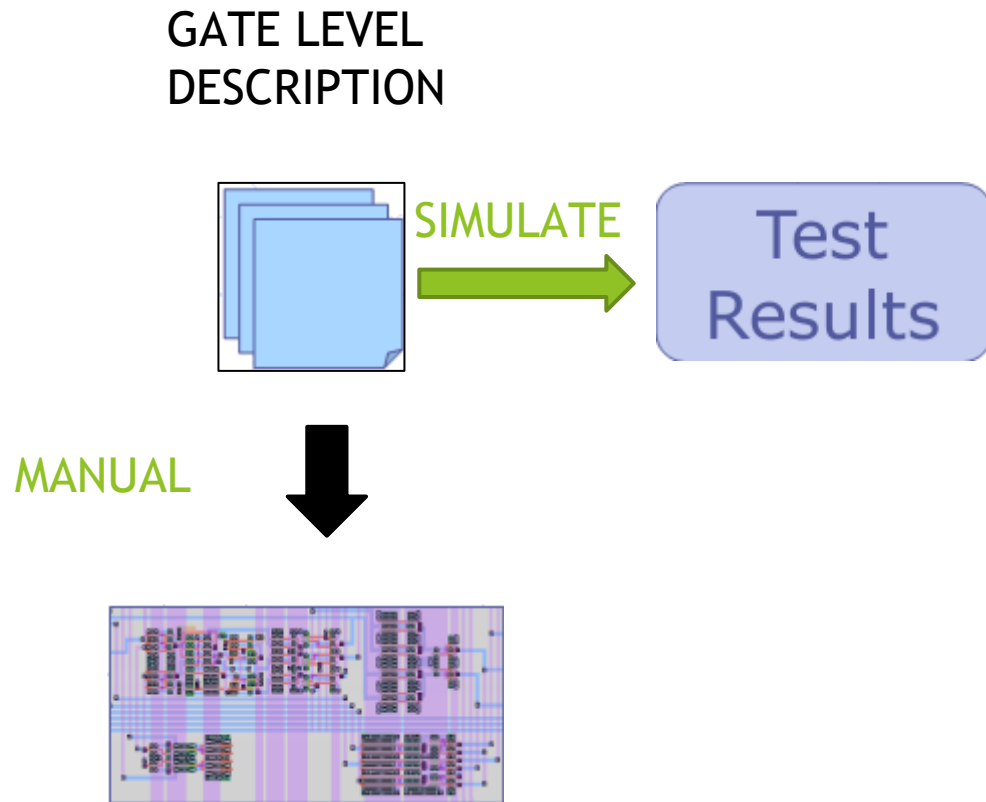 GATE LEVEL
DESCRIPTION
SIMULATE
Test
Results
MANUAL